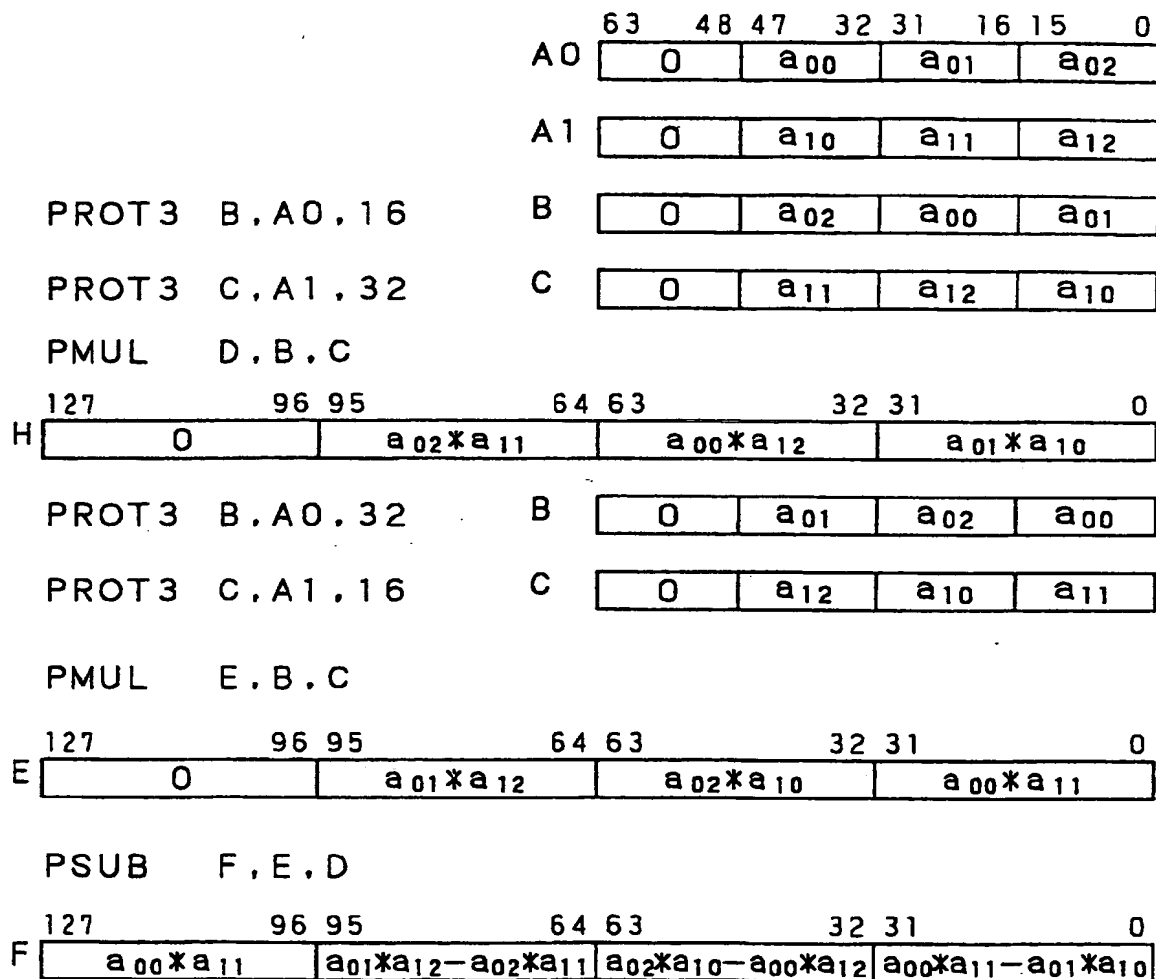 63 48 47 32 31 16 15 0
A0 0 a00 a01 a02
A1 0 a10 a11 a12
PROT3 B,A0,16 B 0 a02 a00 a01
PROT3 C,A1,32 C 0 a11 a12 a10
PMUL D,B,C
127 96 95 64 63 32 31 0
H 0 a02*a11 a00*a12 a01*a10
PROT3 B,A0,32 B 0 a01 a02 a00
PROT3 C,A1,16 C 0 a12 a10 a11
PMUL E,B,C
127 96 95 64 63 32 31 0
E 0 a01*a12 a02*a10 a00*a11
PSUB F,E,D
127 96 95 64 63 32 31 0
F a00*a11 a01*a12-a02*a11 a02*a10-a00*a12 a00*a11-a01*a10